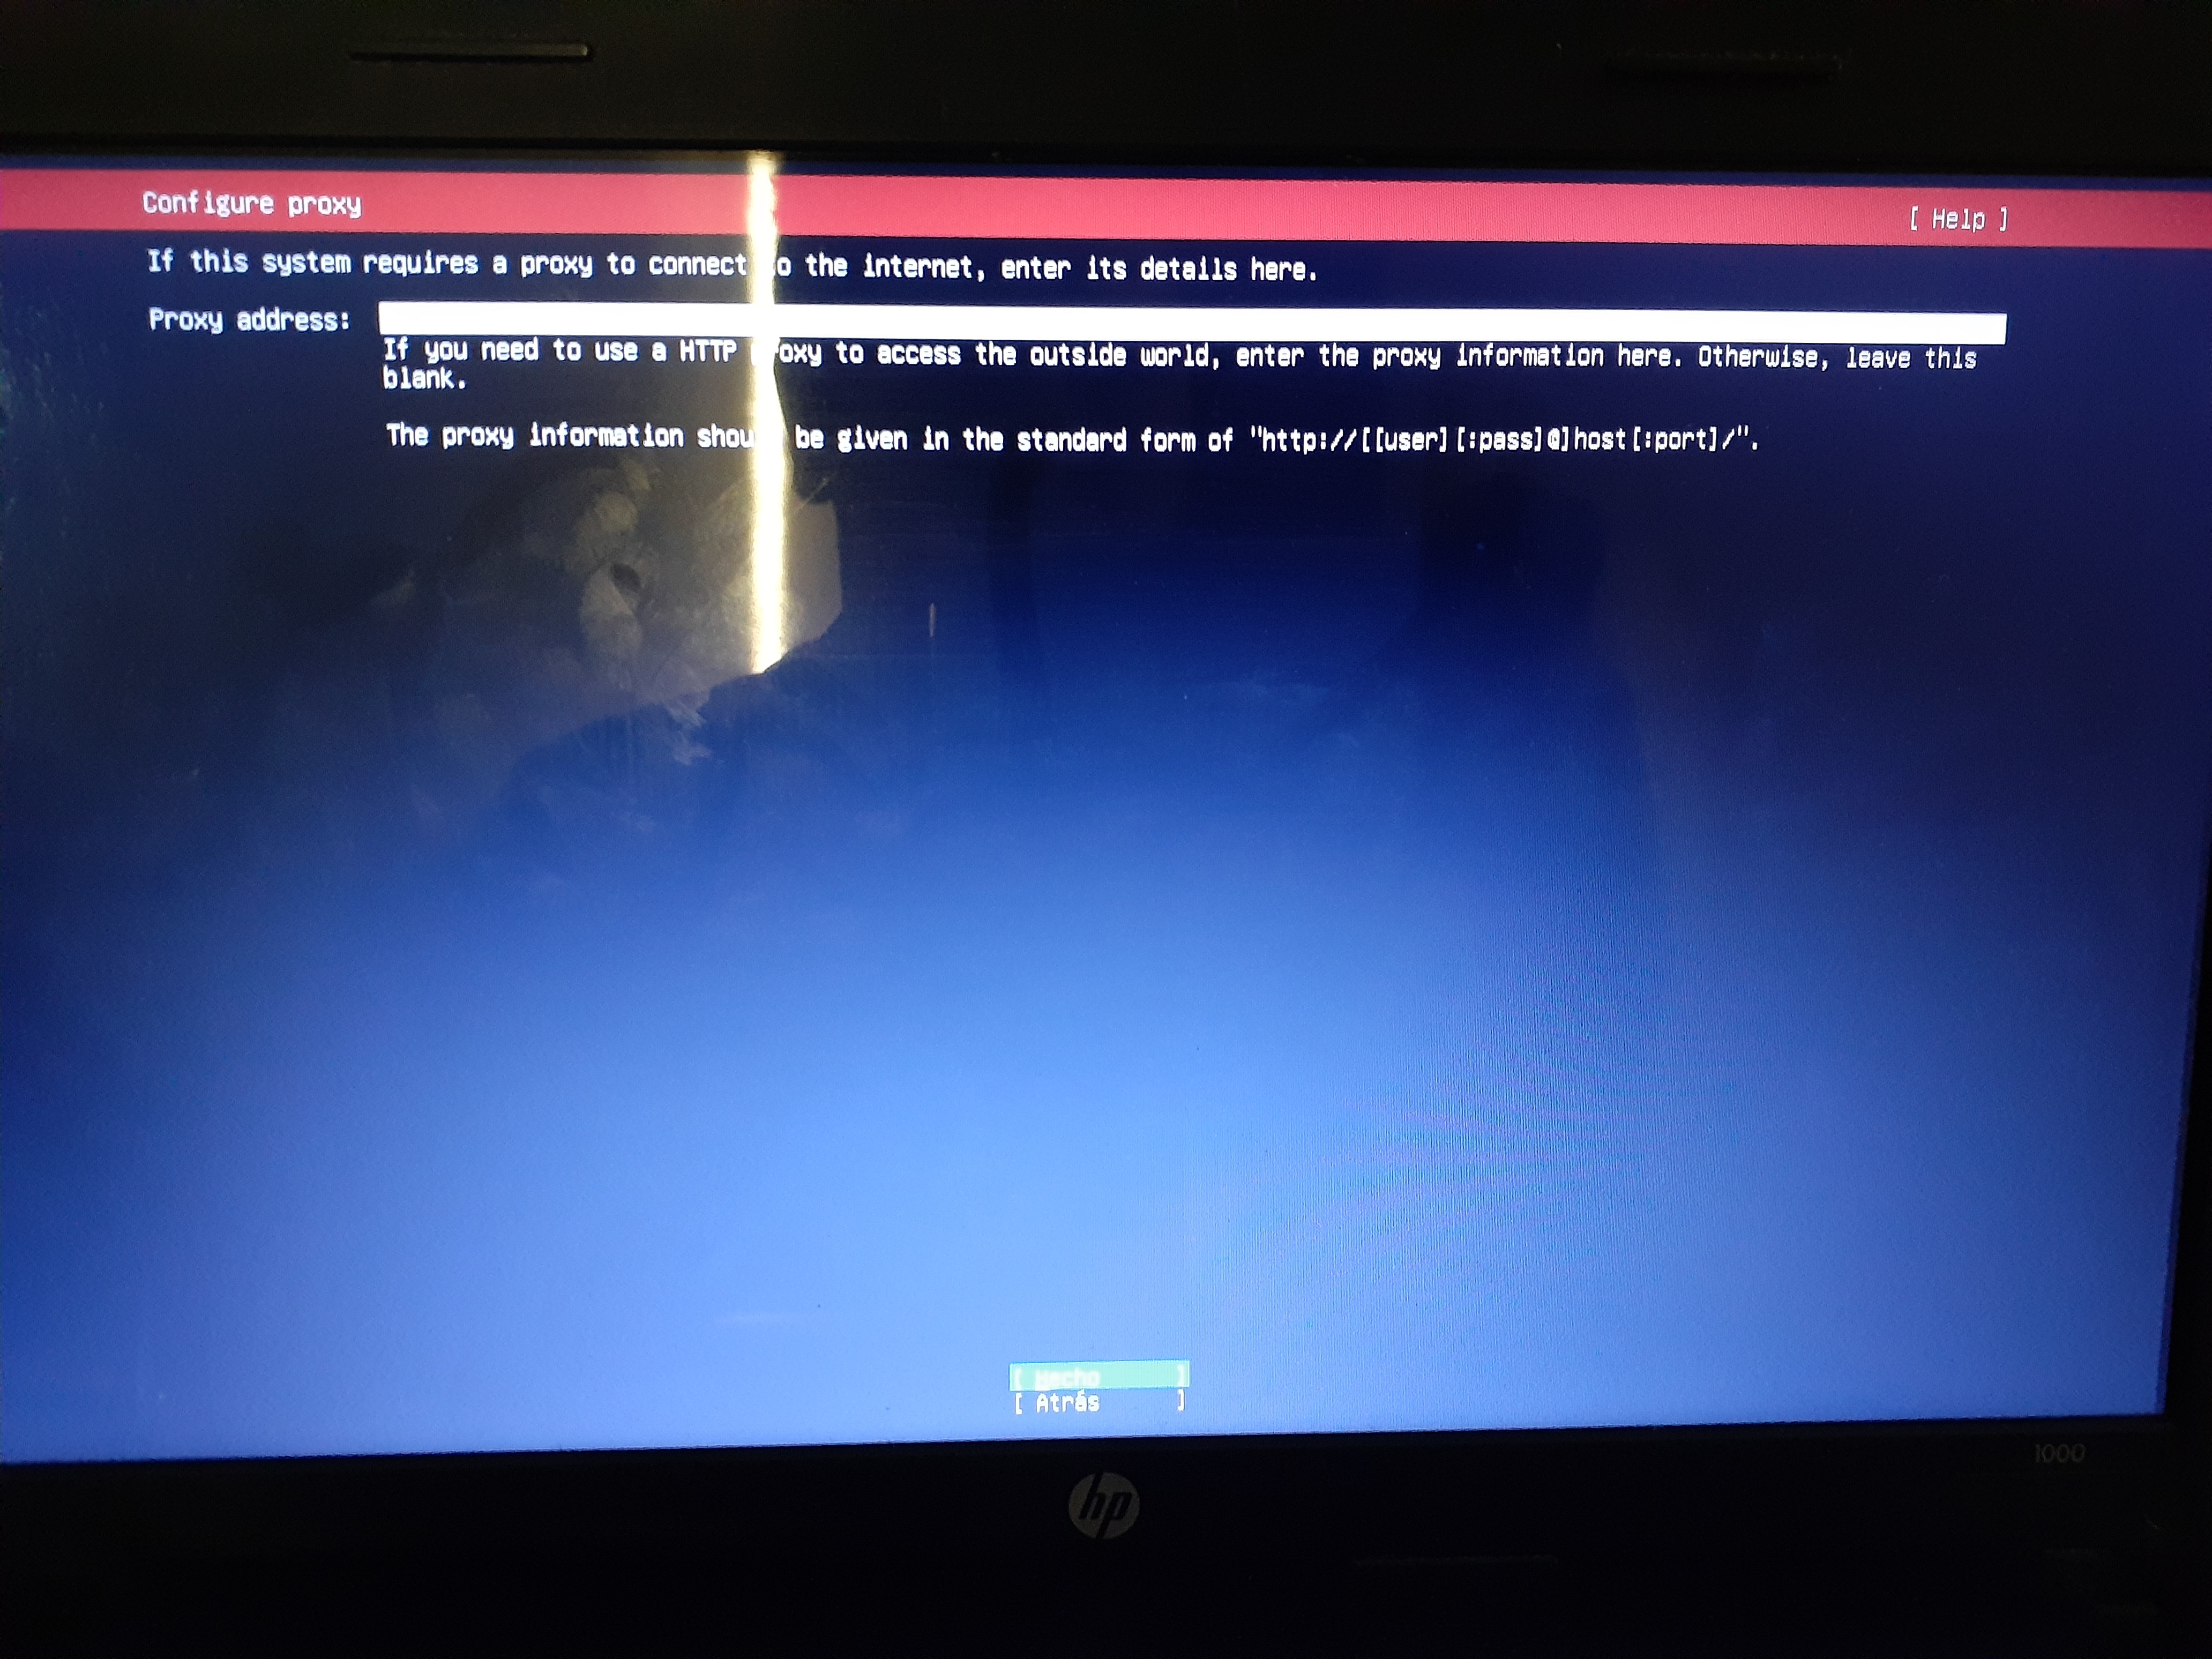 Configure proxy [ Help ]
If this system requires a proxy to connect o the internet, enter its details here.
Proxy address:
If you need to use a HTTP oxy to access the outside world, enter the proxy information here. Otherwise, leave this
blank.
The proxy information shou be given in the standard form of "http://[[user][:pass]@]host[:port]/".
[ Hecho ]
[ Atrás ]
1000
hp